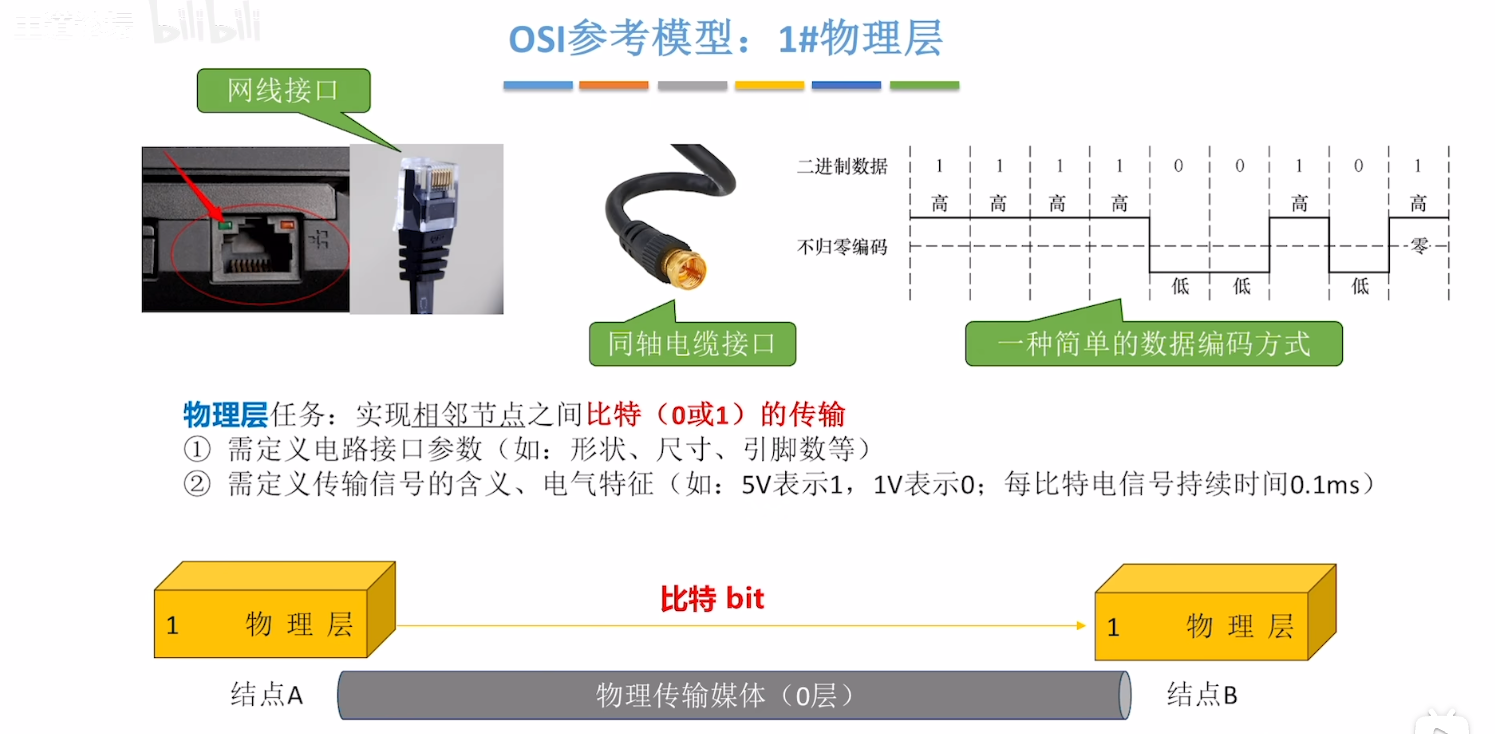 bilibili
OSI参考模型：1#物理层
网线接口
二进制数据 1 1 1 1 0 0 1 0 1
高 高 高 高 高 高
不归零编码 零
低 低 低
同轴电缆接口
一种简单的数据编码方式
物理层任务：实现相邻节点之间比特（0或1）的传输
① 需定义电路接口参数（如：形状、尺寸、引脚数等）
② 需定义传输信号的含义、电气特征（如：5V表示1，1V表示0；每比特电信号持续时间0.1ms）
比特 bit
1 物 理 层
1 物 理 层
结点A
物理传输媒体（0层）
结点B